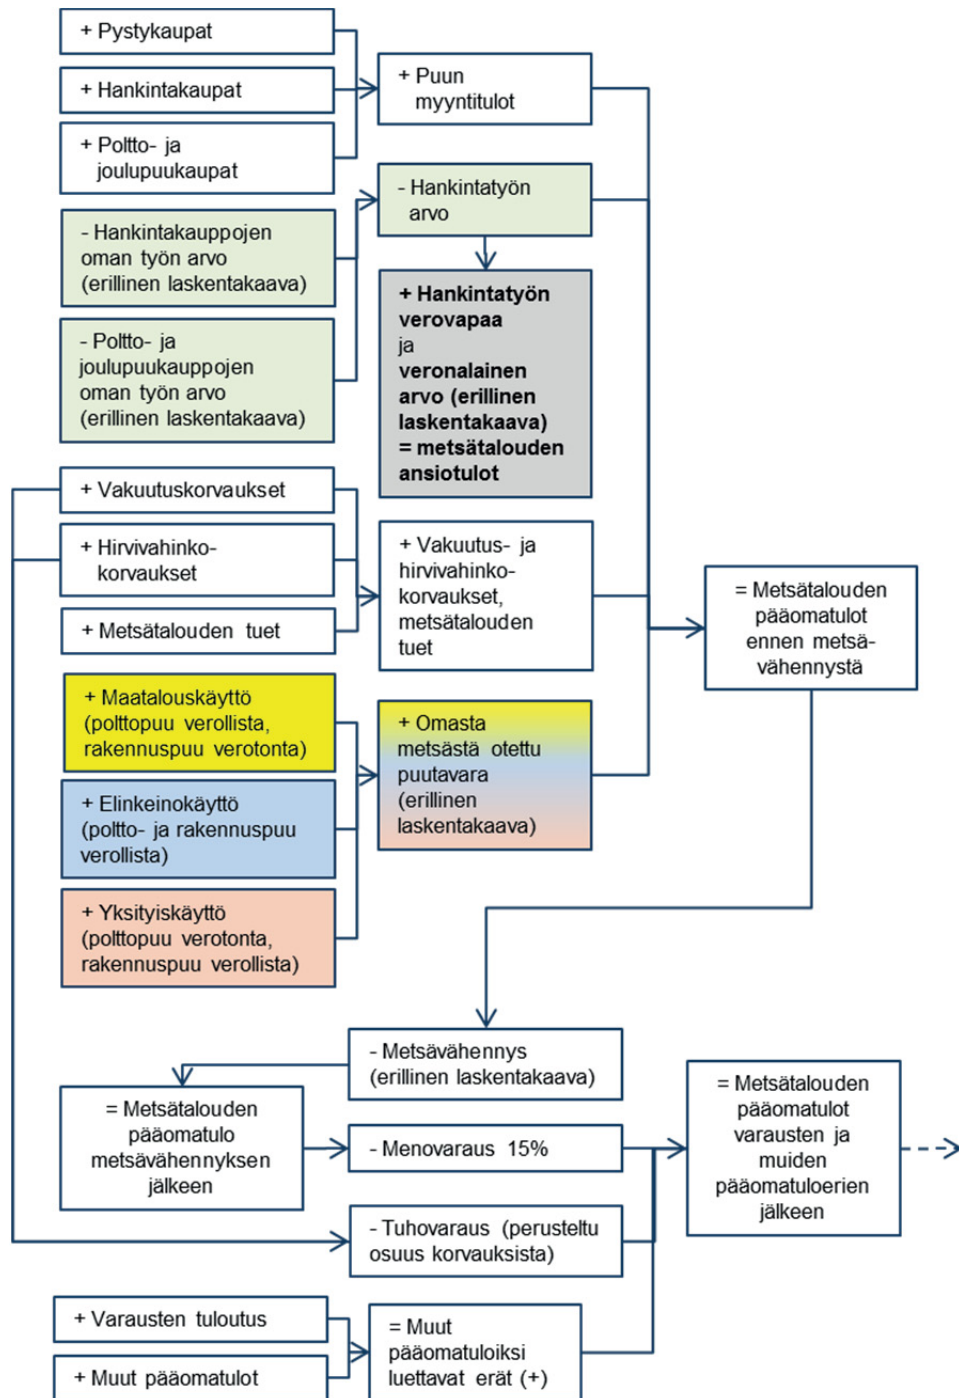 + Pystykaupat
+ Hankintakaupat
+ Poltto- ja
joulupuukaupat
+ Puun
myyntitulot
- Hankintakauppojen
oman työn arvo
(erillinen laskentakaava)
- Poltto- ja
joulupuukauppojen
oman työn arvo
(erillinen laskentakaava)
- Hankintatyön
arvo
+ Hankintatyön
verovapaa
ja
veronalainen
arvo (erillinen
laskentakaava)
= metsätalouden
ansiotulot
+ Vakuutuskorvaukset
+ Hirvivahinko-
korvaukset
+ Metsätalouden tuet
+ Vakuutus- ja
hirvivahinko-
korvaukset,
metsätalouden
tuet
= Metsätalouden
pääomatulot
ennen metsä-
vähennystä
+ Maatalouskäyttö
(polttopuu verollista,
rakennuspuu verotonta)
+ Elinkeinokäyttö
(poltto- ja rakennuspuu
verollista)
+ Yksityiskäyttö
(polttopuu verotonta,
rakennuspuu verollista)
+ Omasta
metsästä otettu
puutavara
(erillinen
laskentakaava)
- Metsävähennys
(erillinen laskentakaava)
= Metsätalouden
pääomatulo
metsävähennyksen
jälkeen
- Menovaraus 15%
- Tuhovaraus (perusteltu
osuus korvauksista)
+ Varausten tuloutus
+ Muut pääomatulot
= Muut
pääomatuloiksi
luettavat erät (+)
= Metsätalouden
pääomatulot
varausten ja
muiden
pääomatuloerien
jälkeen